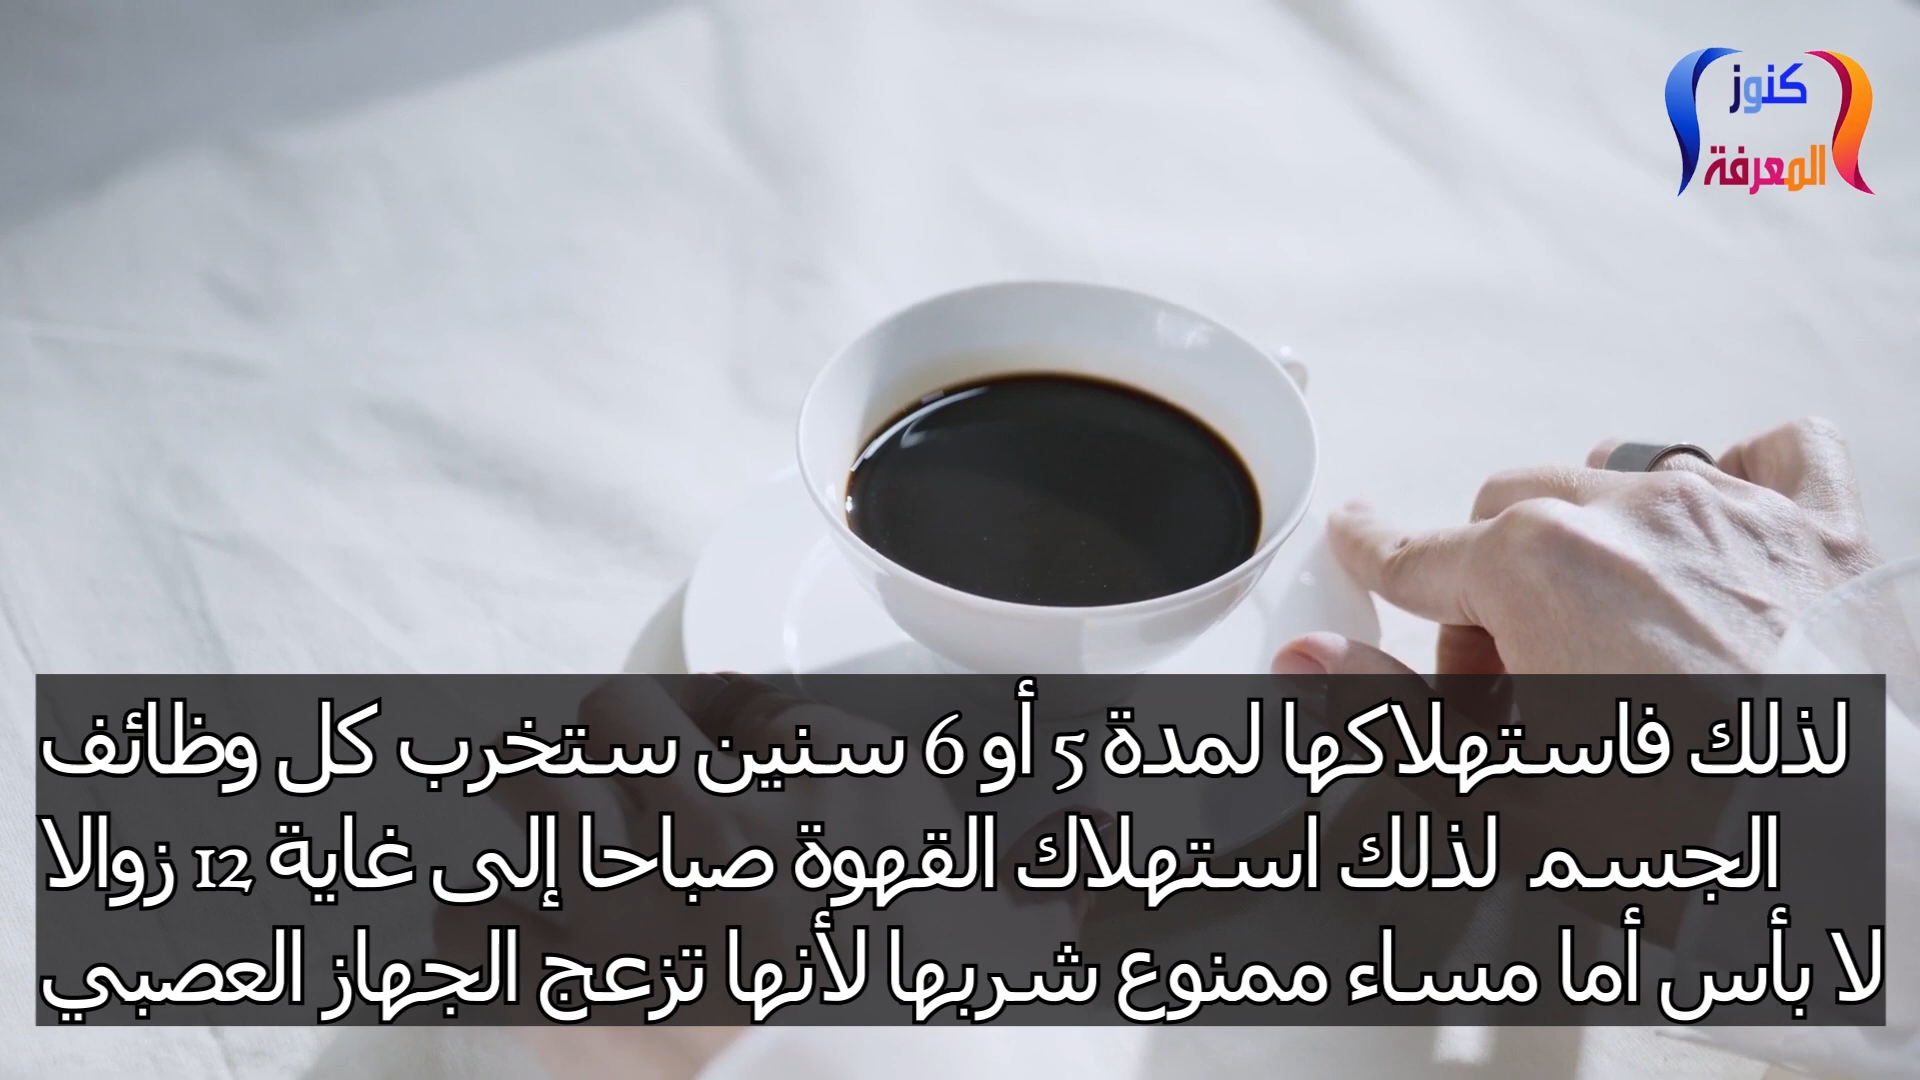 كنوز
المعرفة
لذلك فاستهلاكها لمدة 5 أو 6 سنين ستخرب كل وظائف
الجسم لذلك استهلاك القهوة صباحا إلى غاية 12 زوالا
لا بأس أما مساء ممنوع شربها لأنها تزعج الجهاز العصبي